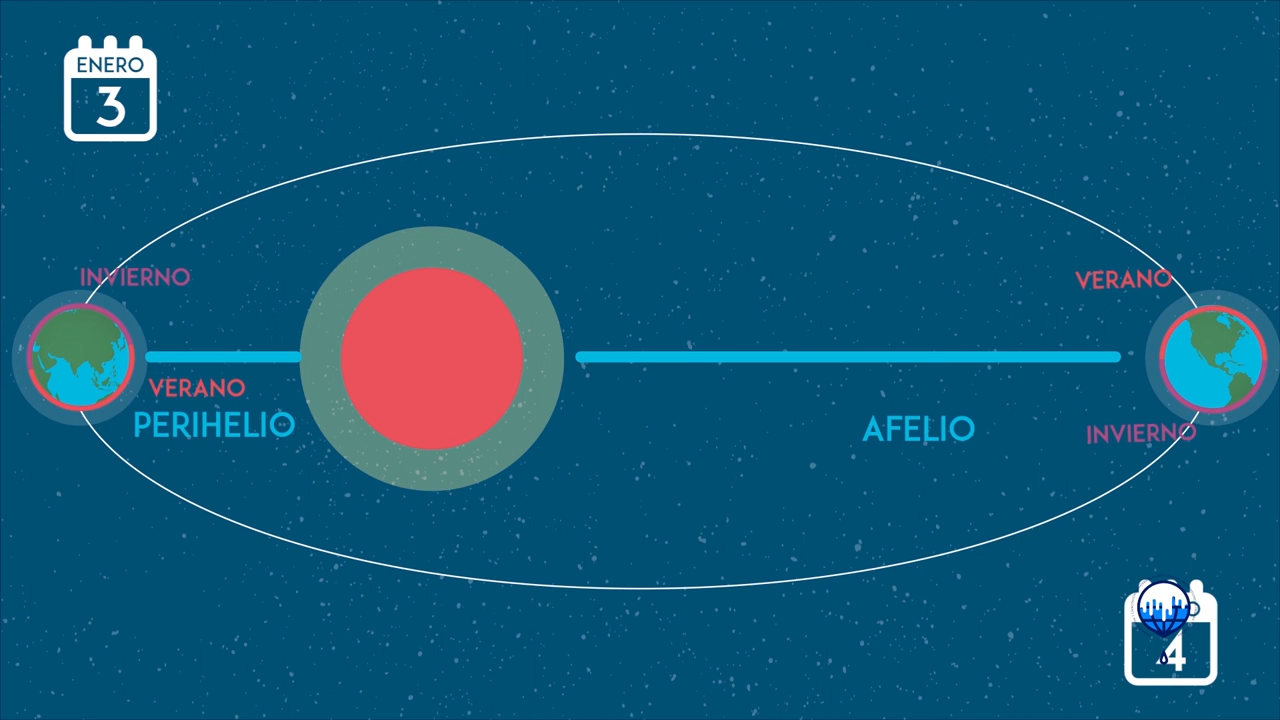 ENERO
3
INVIERNO
VERANO
VERANO
PERIHELIO
AFELIO
INVIERNO
4